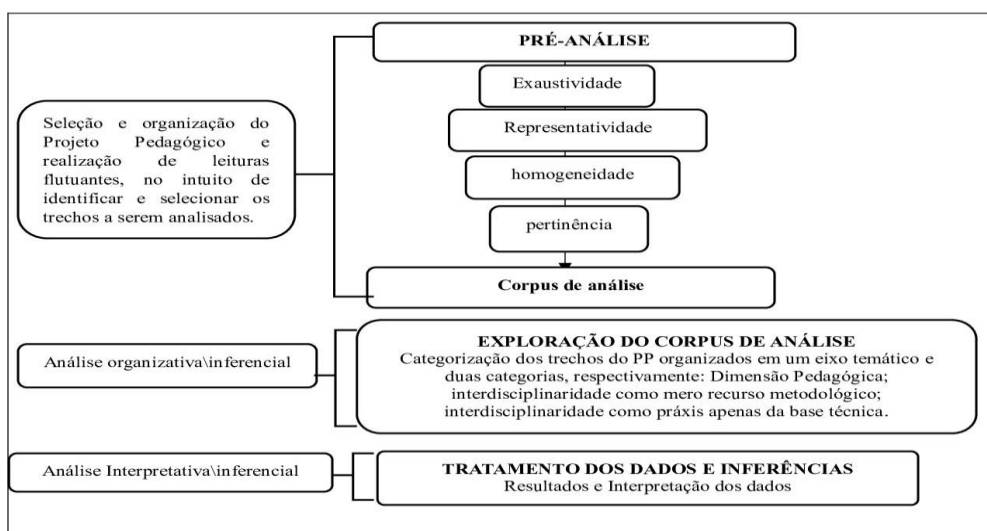 PRÉ-ANÁLISE
Exaustividade
Representatividade
homogeneidade
pertinência
Corpus de análise
Seleção e organização do
Projeto Pedagógico e
realização de leituras
flutuantes, no intuito de
identificar e selecionar os
trechos a serem analisados.
Análise organizativa\inferencial
EXPLORAÇÃO DO CORPUS DE ANÁLISE
Categorização dos trechos do PP organizados em um eixo temático e
duas categorias, respectivamente: Dimensão Pedagógica;
interdisciplinaridade como mero recurso metodológico;
interdisciplinaridade como práxis apenas da base técnica.
Análise Interpretativa\inferencial
TRATAMENTO DOS DADOS E INFERÊNCIAS
Resultados e Interpretação dos dados